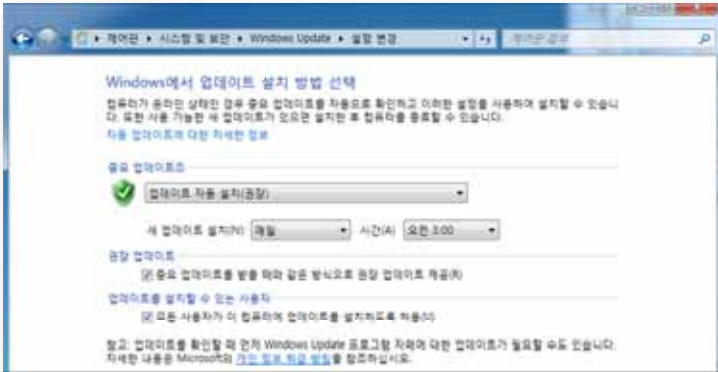 제어판 ▸ 시스템 및 보안 ▸ Windows Update ▸ 설정 변경
제어판 검색
Windows에서 업데이트 설치 방법 선택
컴퓨터가 온라인 상태인 경우 중요 업데이트를 자동으로 확인하고 이러한 설정을 사용하여 설치할 수 있습니
다. 또한 사용 가능한 새 업데이트가 있으면 설치한 후 컴퓨터를 종료할 수 있습니다.
자동 업데이트에 대한 자세한 정보
중요 업데이트(I)
업데이트 자동 설치(권장)
새 업데이트 설치(N): 매일 시간(A) 오전 3:00
권장 업데이트
중요 업데이트를 받을 때와 같은 방식으로 권장 업데이트 제공(R)
업데이트를 설치할 수 있는 사용자
모든 사용자가 이 컴퓨터에 업데이트를 설치하도록 허용(U)
참고: 업데이트를 확인할 때 먼저 Windows Update 프로그램 자체에 대한 업데이트가 필요할 수도 있습니다.
자세한 내용은 Microsoft의 개인 정보 취급 방침을 참조하십시오.